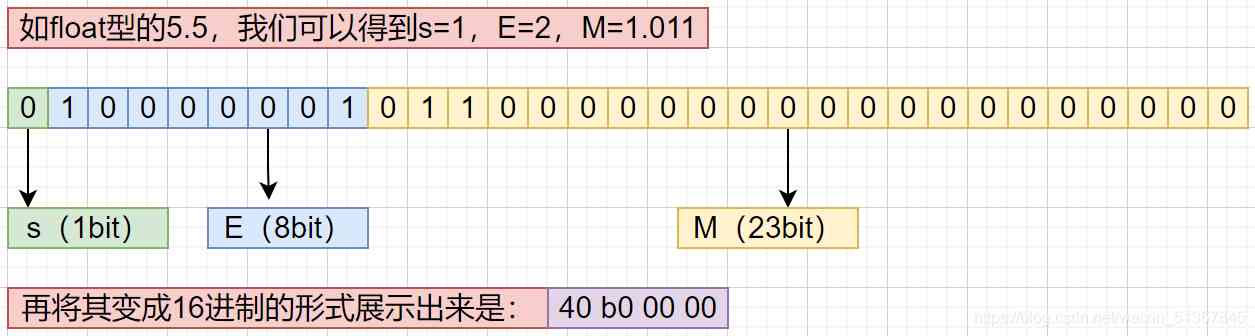 如float型的5.5，我们可以得到s=1，E=2，M=1.011
0 1 0 0 0 0 0 0 1 0 1 1 0 0 0 0 0 0 0 0 0 0 0 0 0 0 0 0 0 0 0
s（1bit） E（8bit） M（23bit）
再将其变成16进制的形式展示出来是： 40 b0 00 00
https://blog.csdn.net/weixin_51367845